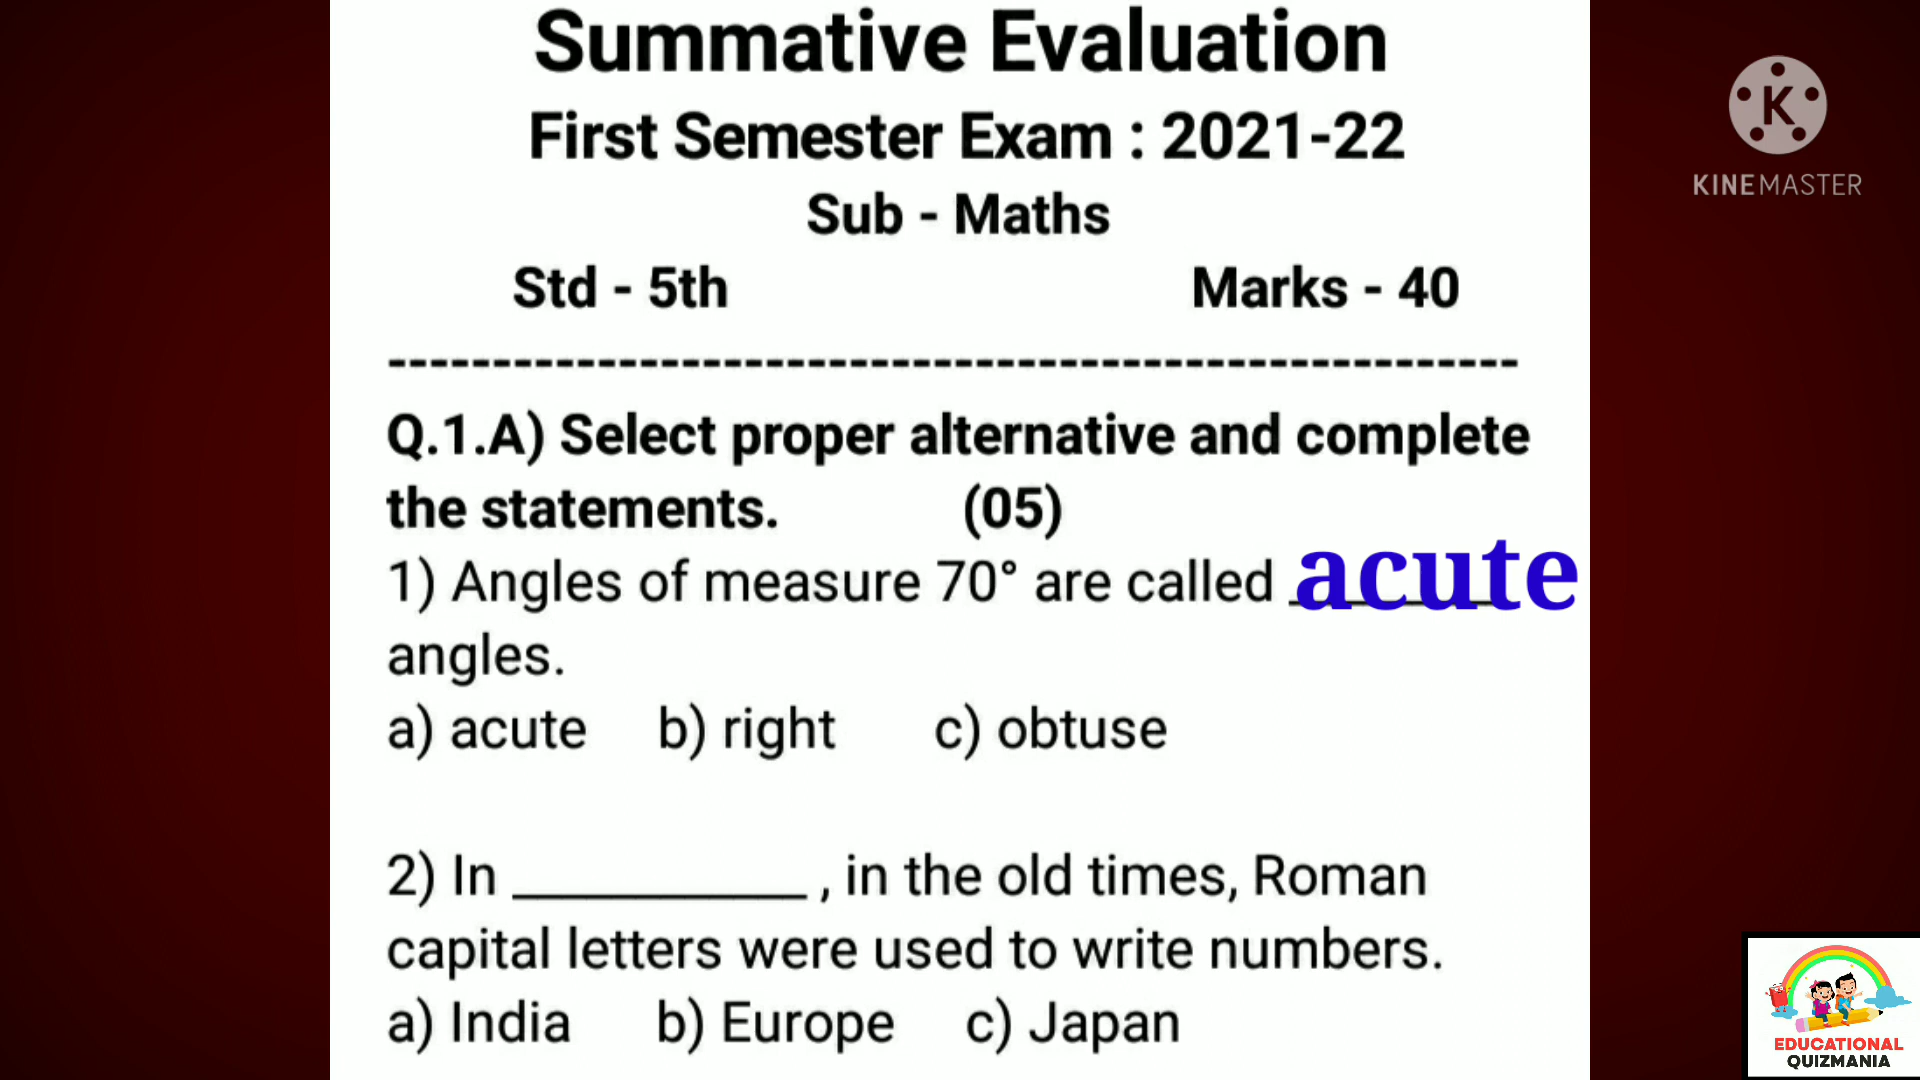 Summative Evaluation
First Semester Exam : 2021-22
Sub - Maths
Std - 5th Marks - 40
------------------------------------------------------
Q.1.A) Select proper alternative and complete
the statements. (05)
1) Angles of measure 70° are called acute
angles.
a) acute b) right c) obtuse
2) In __________ , in the old times, Roman
capital letters were used to write numbers.
a) India b) Europe c) Japan
K
KINEMASTER
EDUCATIONAL
QUIZMANIA